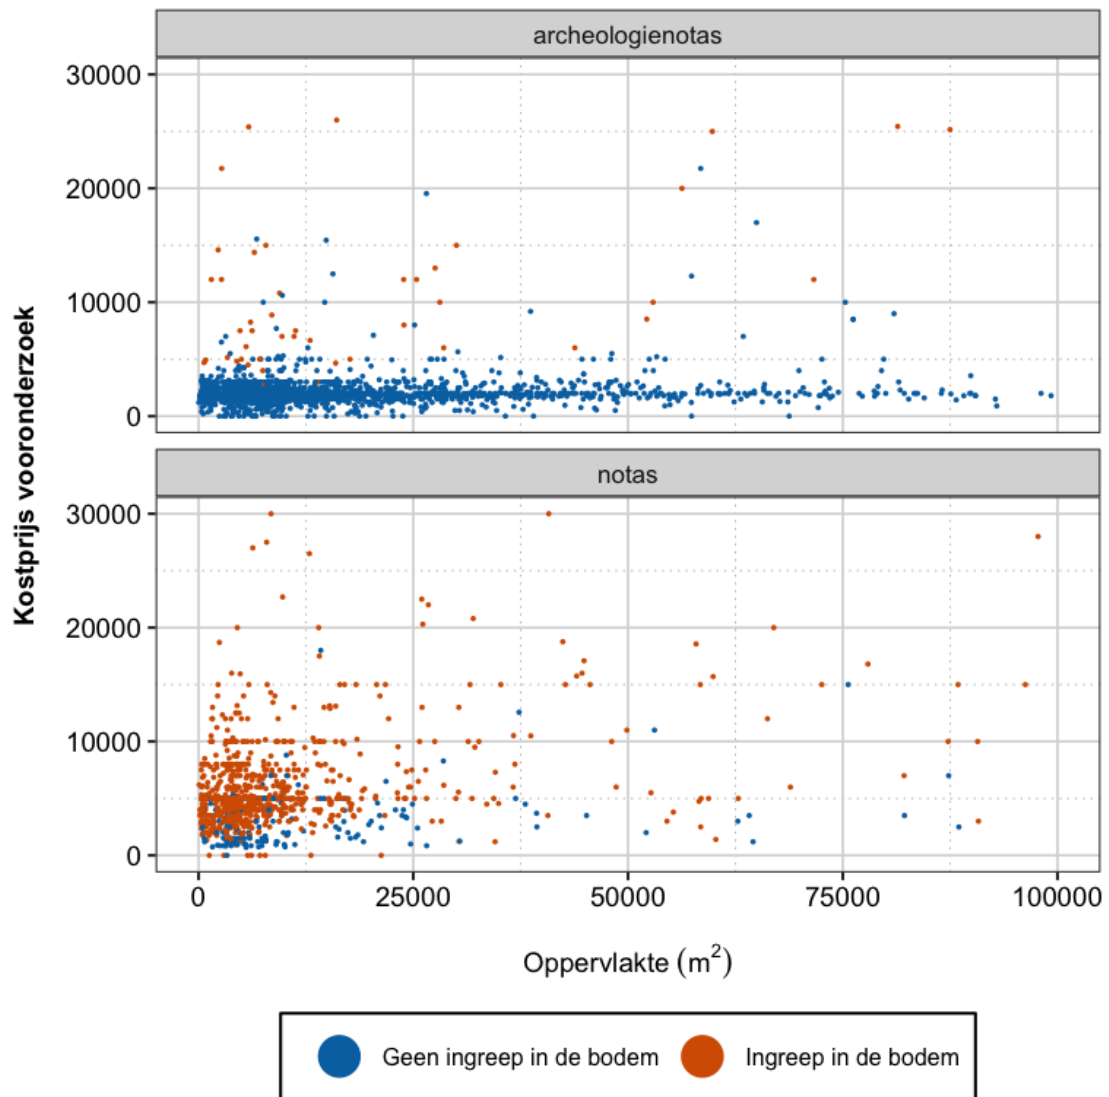 archeologienotas
30000
20000
10000
0
notas
30000
20000
10000
0
Kostprijs vooronderzoek
0 25000 50000 75000 100000
Oppervlakte (m²)
Geen ingreep in de bodem Ingreep in de bodem